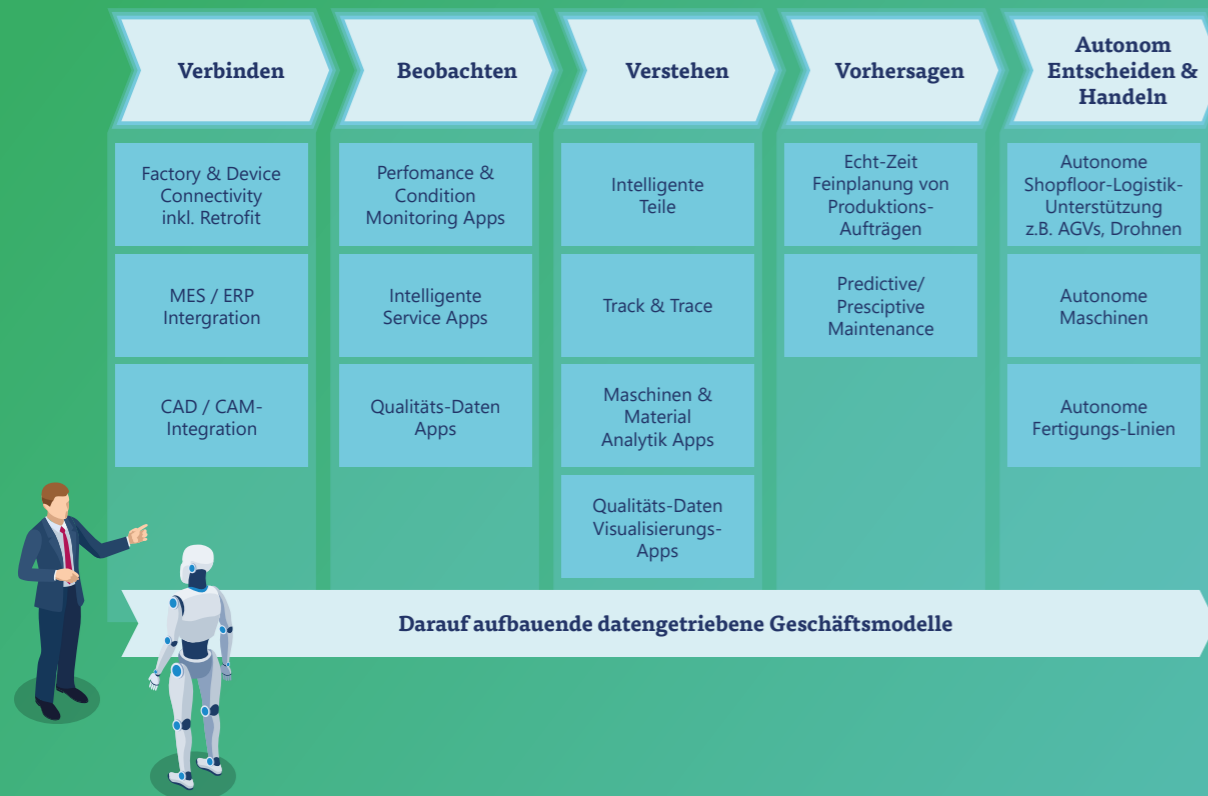 Verbinden
Beobachten
Verstehen
Vorhersagen
Autonom
Entscheiden &
Handeln
Factory & Device
Connectivity
inkl. Retrofit
MES / ERP
Intergration
CAD / CAM-
Integration
Perfomance &
Condition
Monitoring Apps
Intelligente
Service Apps
Qualitäts-Daten
Apps
Intelligente
Teile
Track & Trace
Maschinen &
Material
Analytik Apps
Qualitäts-Daten
Visualisierungs-
Apps
Echt-Zeit
Feinplanung von
Produktions-
Aufträgen
Predictive/
Presciptive
Maintenance
Autonome
Shopfloor-Logistik-
Unterstützung
z.B. AGVs, Drohnen
Autonome
Maschinen
Autonome
Fertigungs-Linien
Darauf aufbauende datengetriebene Geschäftsmodelle